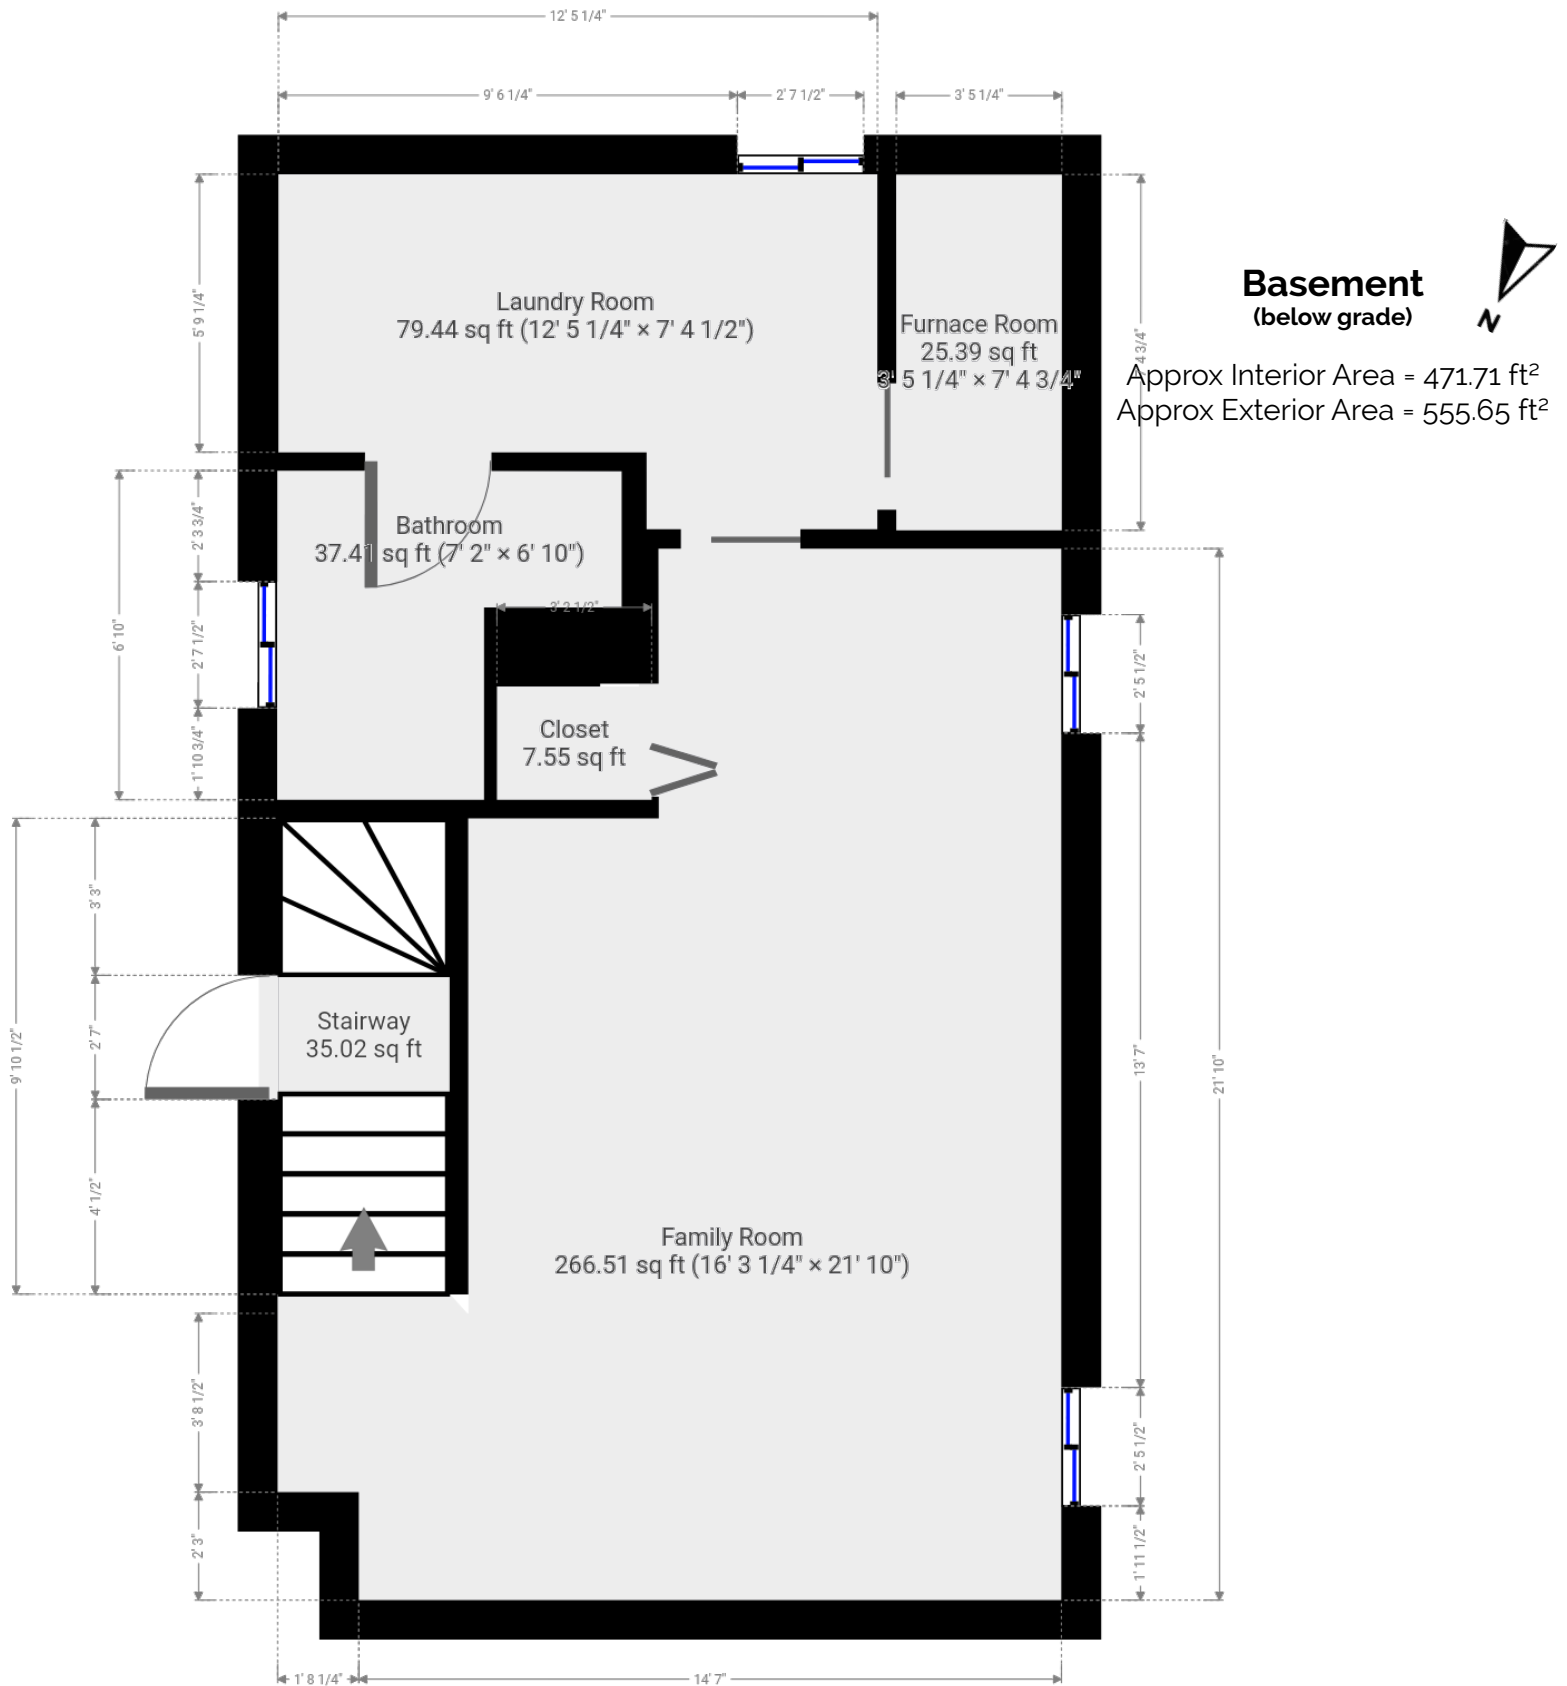 12' 5 1/4"
9' 6 1/4"
2' 7 1/2"
3' 5 1/4"
5' 9 1/4"
Laundry Room
79.44 sq ft (12' 5 1/4" × 7' 4 1/2")
Furnace Room
25.39 sq ft
3' 5 1/4" × 7' 4 3/4"
4 3/4"
Basement
(below grade)
N
Approx Interior Area = 471.71 ft²
Approx Exterior Area = 555.65 ft²
2' 3 3/4"
Bathroom
37.41 sq ft (7' 2" × 6' 10")
3' 2 1/2"
6' 10"
2' 7 1/2"
2' 5 1/2"
1' 10 3/4"
Closet
7.55 sq ft
3' 3"
Stairway
35.02 sq ft
2' 7"
9' 10 1/2"
13' 7"
21' 10"
4' 1/2"
Family Room
266.51 sq ft (16' 3 1/4" × 21' 10")
3' 8 1/2"
2' 5 1/2"
2' 3"
1' 11 1/2"
1' 8 1/4"
14' 7"